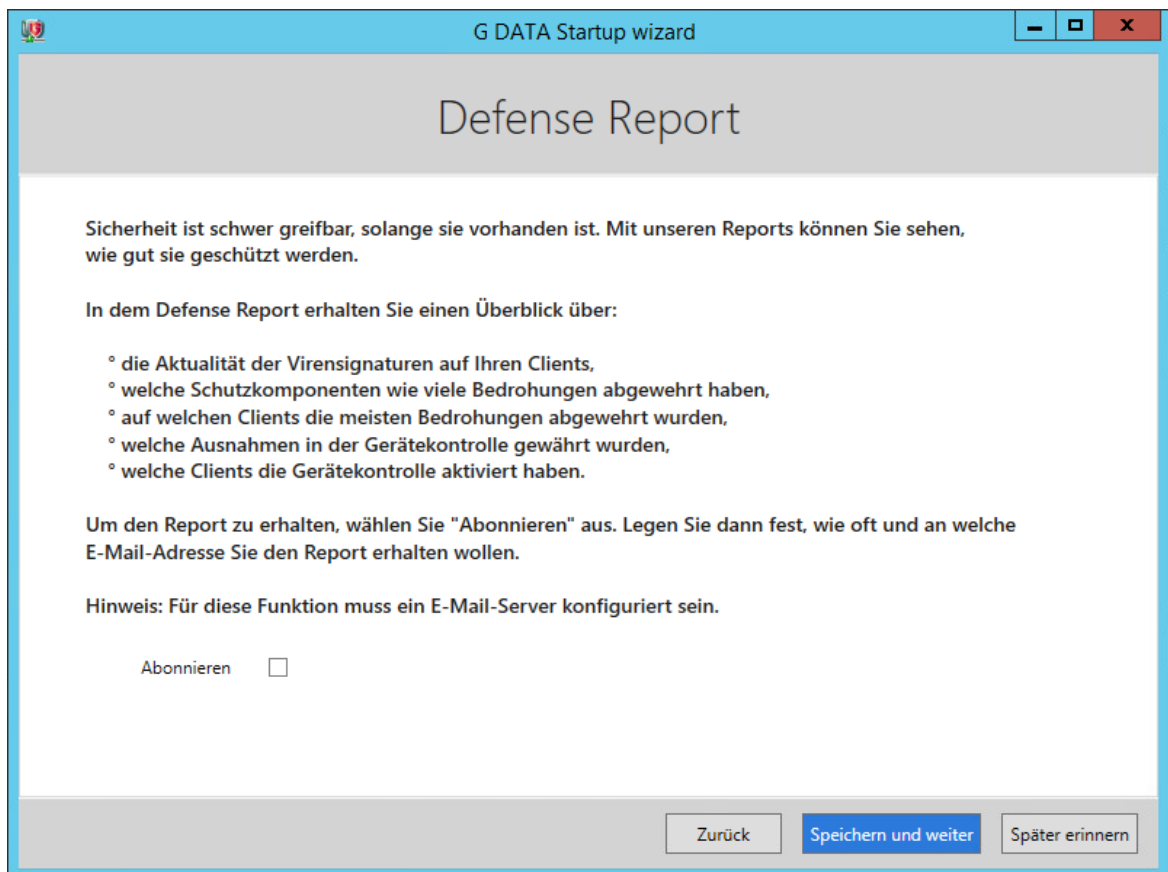 G DATA Startup wizard
Defense Report
Sicherheit ist schwer greifbar, solange sie vorhanden ist. Mit unseren Reports können Sie sehen,
wie gut sie geschützt werden.
In dem Defense Report erhalten Sie einen Überblick über:
° die Aktualität der Virensignaturen auf Ihren Clients,
° welche Schutzkomponenten wie viele Bedrohungen abgewehrt haben,
° auf welchen Clients die meisten Bedrohungen abgewehrt wurden,
° welche Ausnahmen in der Gerätekontrolle gewährt wurden,
° welche Clients die Gerätekontrolle aktiviert haben.
Um den Report zu erhalten, wählen Sie "Abonnieren" aus. Legen Sie dann fest, wie oft und an welche
E-Mail-Adresse Sie den Report erhalten wollen.
Hinweis: Für diese Funktion muss ein E-Mail-Server konfiguriert sein.
Abonnieren
Zurück Speichern und weiter Später erinnern